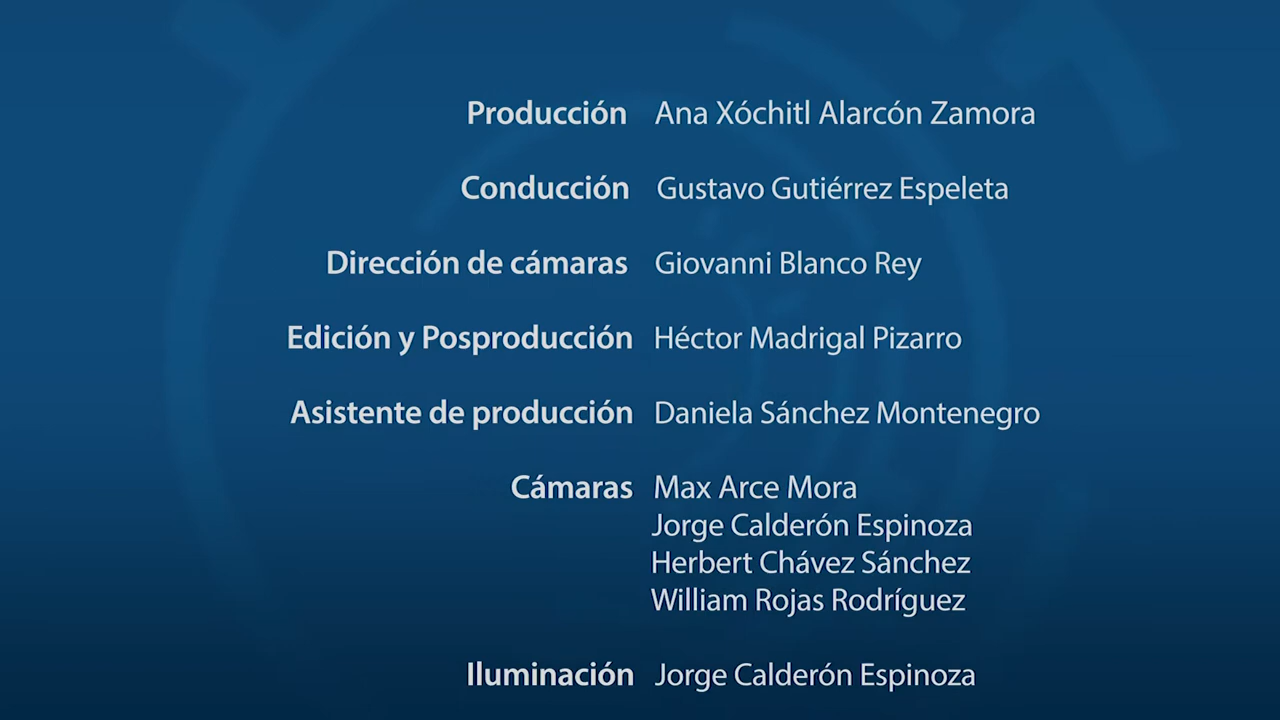 Producción Ana Xóchitl Alarcón Zamora
Conducción Gustavo Gutiérrez Espeleta
Dirección de cámaras Giovanni Blanco Rey
Edición y Posproducción Héctor Madrigal Pizarro
Asistente de producción Daniela Sánchez Montenegro
Cámaras Max Arce Mora
Jorge Calderón Espinoza
Herbert Chávez Sánchez
William Rojas Rodríguez
Iluminación Jorge Calderón Espinoza